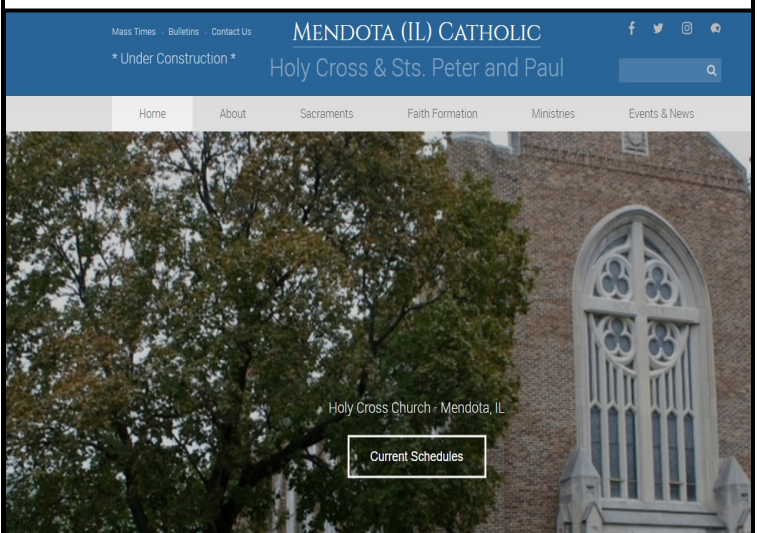 Mass Times · Bulletins · Contact Us
* Under Construction *
MENDOTA (IL) CATHOLIC
Holy Cross & Sts. Peter and Paul
Home About Sacraments Faith Formation Ministries Events & News
Holy Cross Church - Mendota, IL
Current Schedules